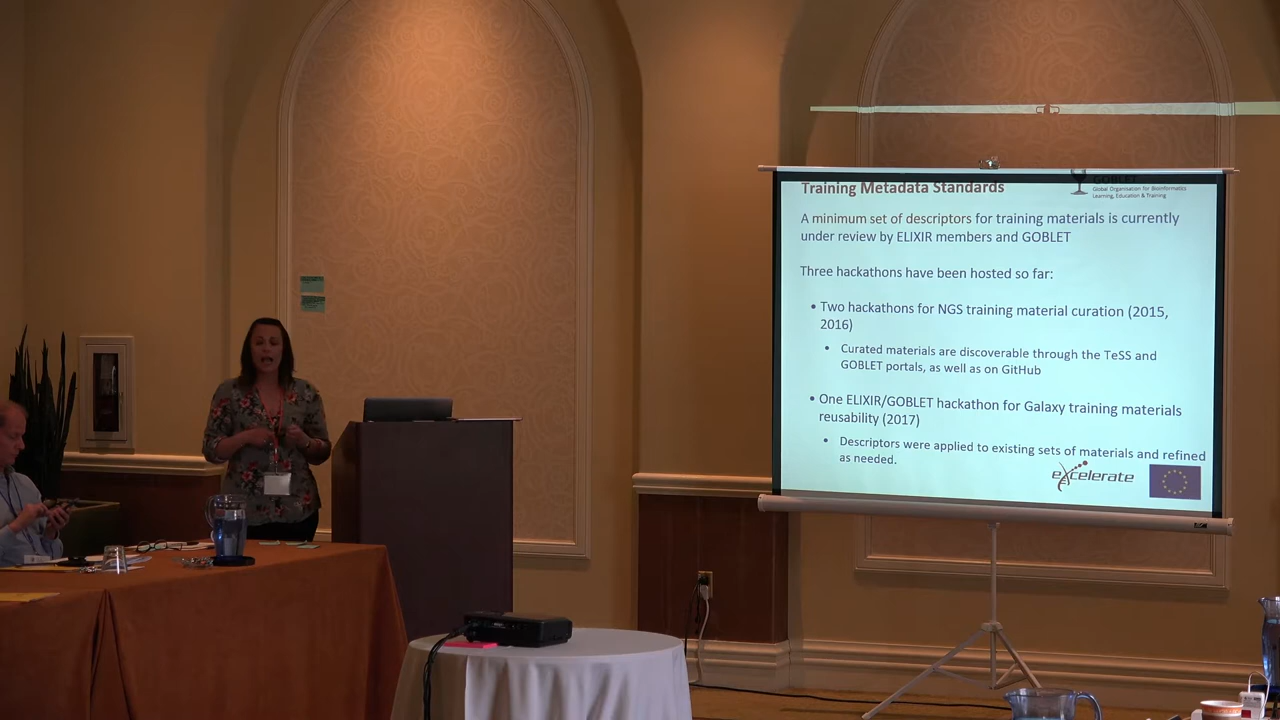 Training Metadata Standards
GOBLET
Global Organisation for Bioinformatics
Learning, Education & Training
A minimum set of descriptors for training materials is currently
under review by ELIXIR members and GOBLET
Three hackathons have been hosted so far:
• Two hackathons for NGS training material curation (2015,
2016)
• Curated materials are discoverable through the TeSS and
GOBLET portals, as well as on GitHub
• One ELIXIR/GOBLET hackathon for Galaxy training materials
reusability (2017)
• Descriptors were applied to existing sets of materials and refined
as needed.
excelerate